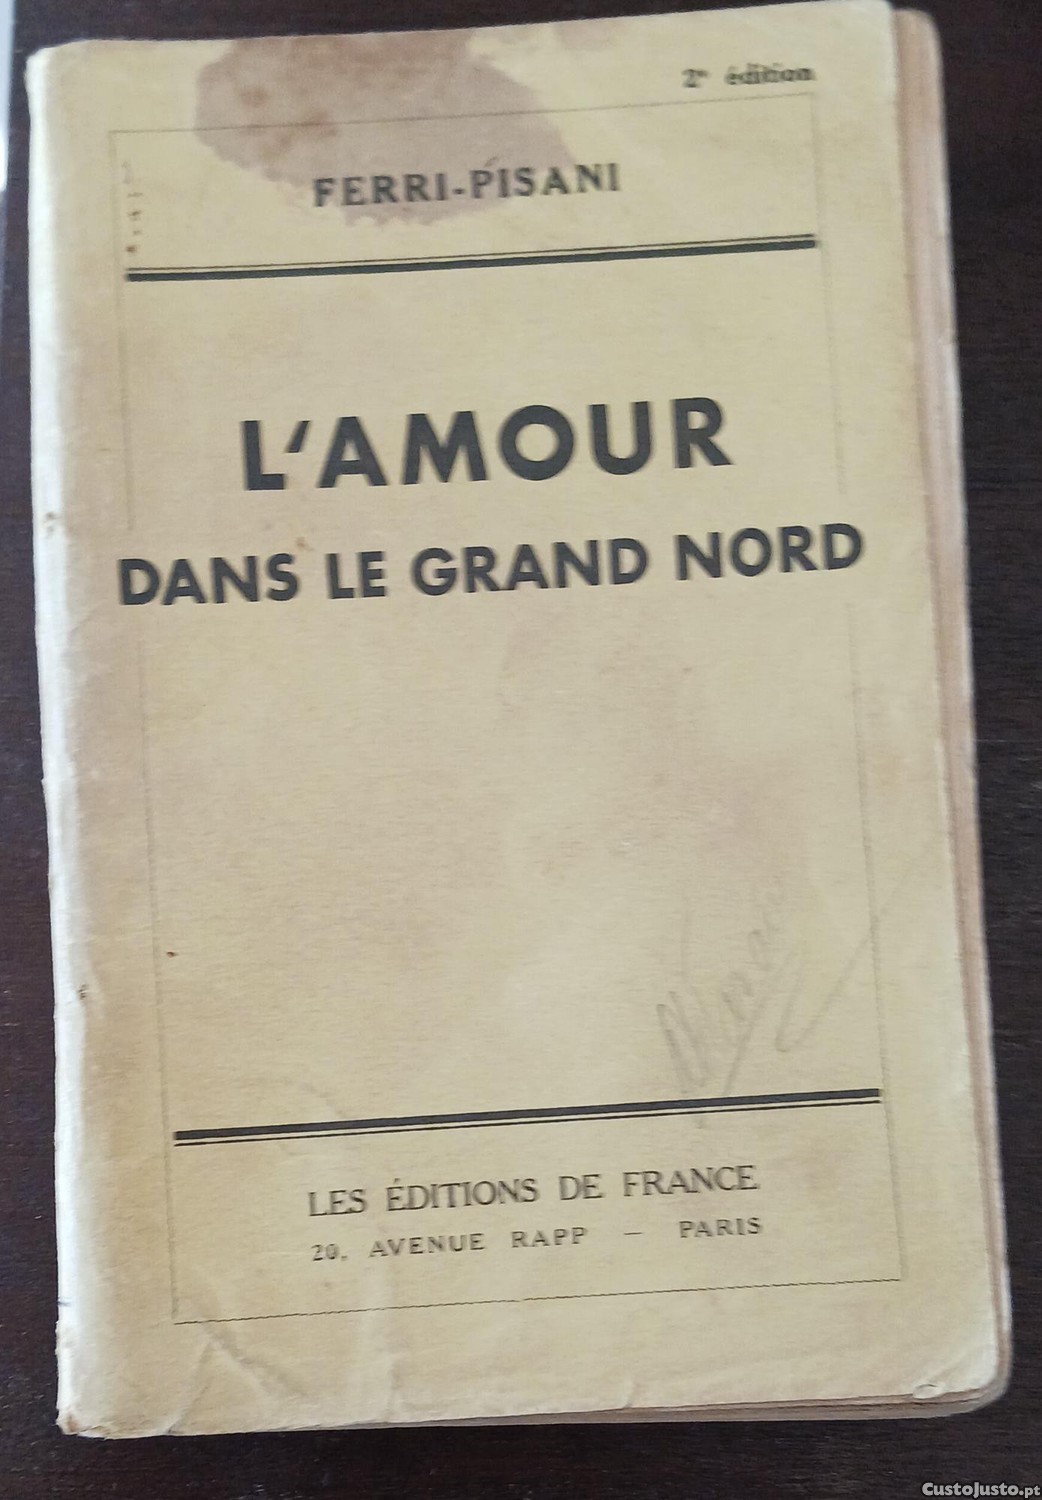 2e édition
FERRI-PISANI
L'AMOUR
DANS LE GRAND NORD
LES ÉDITIONS DE FRANCE
20, AVENUE RAPP — PARIS
CustoJusto.pt